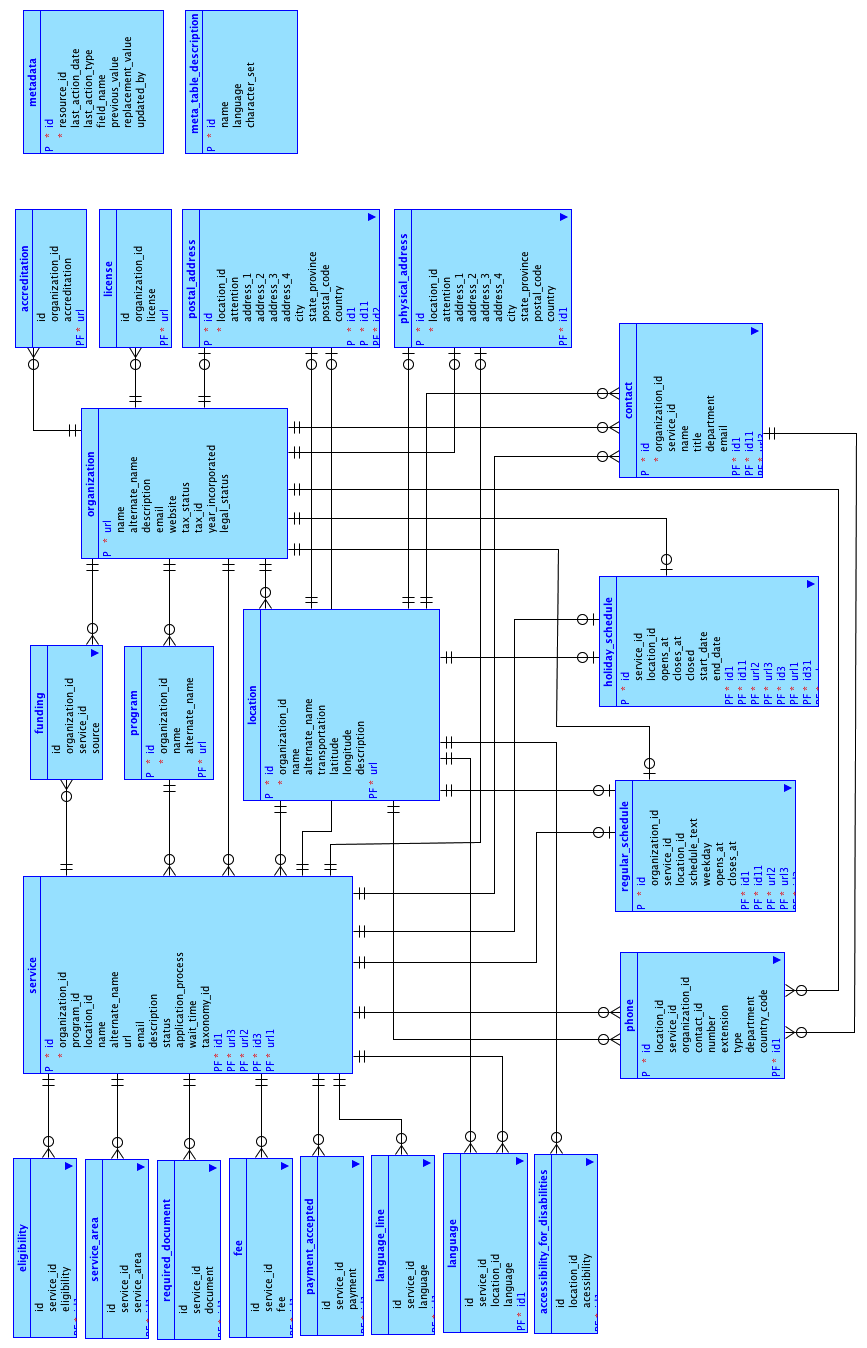 metadata
P * id
* resource_id
last_action_date
last_action_type
field_name
previous_value
replacement_value
updated_by
meta_table_description
P * id
name
language
character_set
accreditation
id
organization_id
accreditation
PF * url
license
id
organization_id
license
PF * url
postal_address
P * id
* location_id
attention
address_1
address_2
address_3
address_4
city
state_province
postal_code
country
P * id1
P * id11
PF * id2
physical_address
P * id
* location_id
attention
address_1
address_2
address_3
address_4
city
state_province
postal_code
country
PF * id1
organization
P * url
name
alternate_name
description
email
website
tax_status
tax_id
year_incorporated
legal_status
contact
P * id
* organization_id
service_id
name
title
department
email
PF * id1
PF * id11
funding
id
organization_id
service_id
source
program
P * id
* organization_id
name
alternate_name
PF * url
location
P * id
* organization_id
name
alternate_name
transportation
latitude
longitude
description
PF * url
holiday_schedule
P * id
service_id
location_id
opens_at
closes_at
closed
start_date
end_date
PF * id1
PF * id11
PF * url2
PF * url3
PF * id3
PF * url1
PF * id31
regular_schedule
P * id
organization_id
service_id
location_id
schedule_text
weekday
opens_at
closes_at
PF * id1
PF * id11
PF * url2
PF * url3
service
P * id
* organization_id
program_id
location_id
name
alternate_name
url
email
description
status
application_process
wait_time
taxonomy_id
PF * id1
PF * url3
PF * url2
PF * id3
PF * url1
phone
P * id
location_id
service_id
organization_id
contact_id
number
extension
type
department
country_code
PF * id1
eligibility
id
service_id
eligibility
service_area
id
service_id
service_area
required_document
id
service_id
document
fee
id
service_id
fee
payment_accepted
id
service_id
payment
language_line
id
service_id
language
language
id
service_id
location_id
language
PF * id1
accessibility_for_disabilities
id
location_id
acessibility